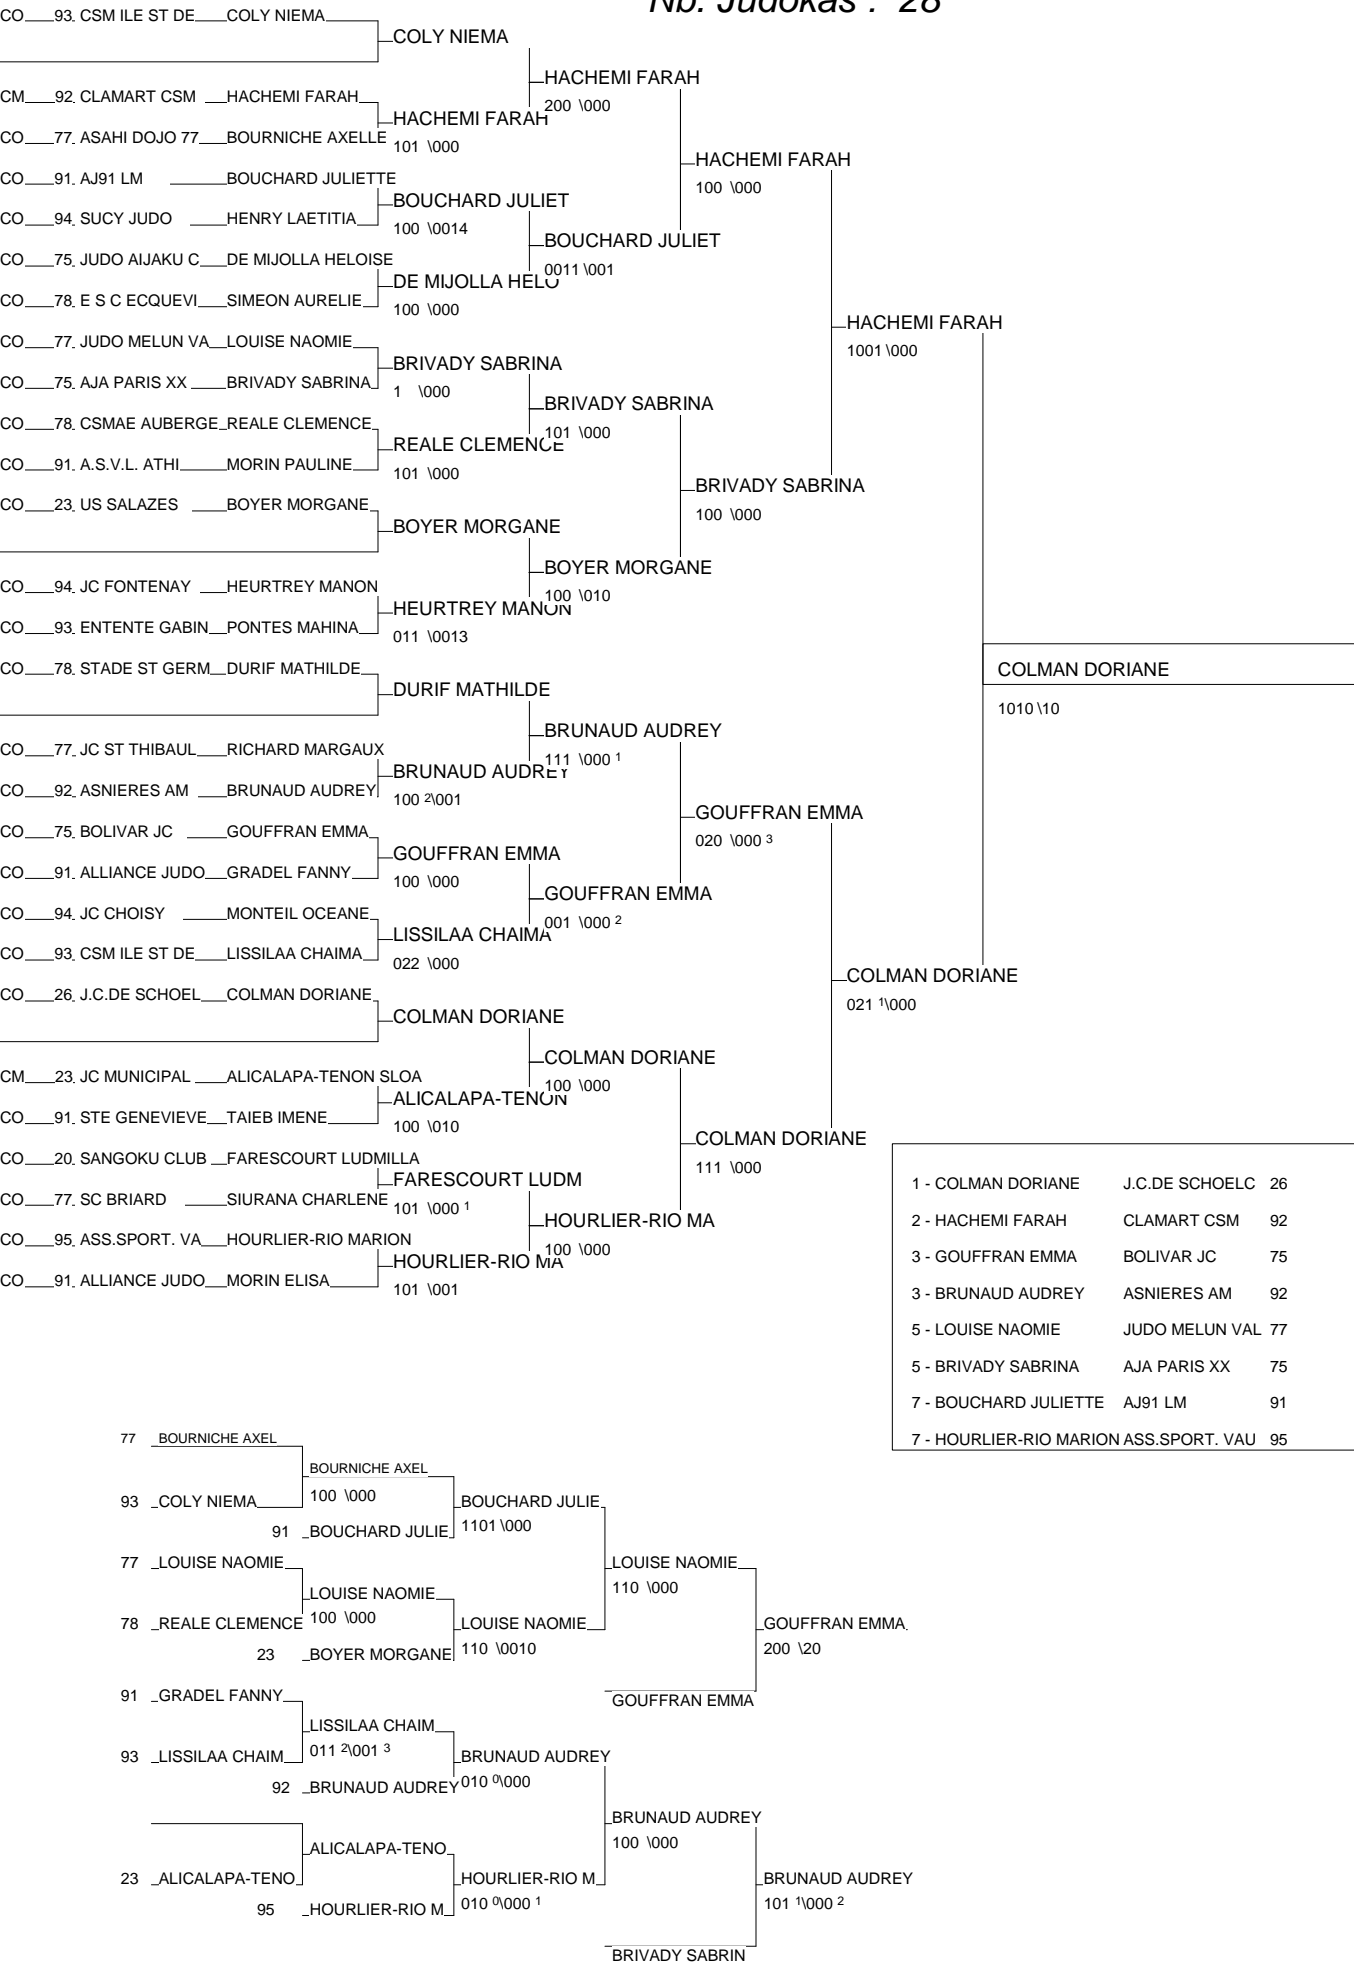 Nb. Judokas : 28
CO 93 CSM ILE ST DE COLY NIEMA
COLY NIEMA
HACHEMI FARAH
200 \000
CM 92 CLAMART CSM HACHEMI FARAH
HACHEMI FARAH
101 \000
CO 77 ASAHI DOJO 77 BOURNICHE AXELLE
HACHEMI FARAH
100 \000
CO 91 AJ91 LM BOUCHARD JULIETTE
BOUCHARD JULIET
100 \0014
CO 94 SUCY JUDO HENRY LAETITIA
BOUCHARD JULIET
0011 \001
CO 75 JUDO AIJAKU C DE MIJOLLA HELOISE
DE MIJOLLA HELO
100 \000
CO 78 E S C ECQUEVI SIMEON AURELIE
HACHEMI FARAH
1001 \000
CO 77 JUDO MELUN VA LOUISE NAOMIE
BRIVADY SABRINA
1 \000
CO 75 AJA PARIS XX BRIVADY SABRINA
BRIVADY SABRINA
101 \000
CO 78 CSMAE AUBERGE REALE CLEMENCE
REALE CLEMENCE
101 \000
CO 91 A.S.V.L. ATHI MORIN PAULINE
BRIVADY SABRINA
100 \000
CO 23 US SALAZES BOYER MORGANE
BOYER MORGANE
BOYER MORGANE
100 \010
CO 94 JC FONTENAY HEURTREY MANON
HEURTREY MANON
011 \0013
CO 93 ENTENTE GABIN PONTES MAHINA
COLMAN DORIANE
1010 \10
CO 78 STADE ST GERM DURIF MATHILDE
DURIF MATHILDE
BRUNAUD AUDREY
111 \000 1
CO 77 JC ST THIBAUL RICHARD MARGAUX
BRUNAUD AUDREY
100 2\001
CO 92 ASNIERES AM BRUNAUD AUDREY
GOUFFRAN EMMA
020 \000 3
CO 75 BOLIVAR JC GOUFFRAN EMMA
GOUFFRAN EMMA
100 \000
CO 91 ALLIANCE JUDO GRADEL FANNY
GOUFFRAN EMMA
001 \000 2
CO 94 JC CHOISY MONTEIL OCEANE
LISSILAA CHAIMA
022 \000
CO 93 CSM ILE ST DE LISSILAA CHAIMA
COLMAN DORIANE
021 1\000
CO 26 J.C.DE SCHOEL COLMAN DORIANE
COLMAN DORIANE
COLMAN DORIANE
100 \000
CM 23 JC MUNICIPAL ALICALAPA-TENON SLOA
ALICALAPA-TENON
100 \010
CO 91 STE GENEVIEVE TAIEB IMENE
COLMAN DORIANE
111 \000
CO 20 SANGOKU CLUB FARESCOURT LUDMILLA
FARESCOURT LUDM
101 \000 1
CO 77 SC BRIARD SIURANA CHARLENE
HOURLIER-RIO MA
100 \000
CO 95 ASS.SPORT. VA HOURLIER-RIO MARION
HOURLIER-RIO MA
101 \001
CO 91 ALLIANCE JUDO MORIN ELISA
1 - COLMAN DORIANE J.C.DE SCHOELC 26
2 - HACHEMI FARAH CLAMART CSM 92
3 - GOUFFRAN EMMA BOLIVAR JC 75
3 - BRUNAUD AUDREY ASNIERES AM 92
5 - LOUISE NAOMIE JUDO MELUN VAL 77
5 - BRIVADY SABRINA AJA PARIS XX 75
7 - BOUCHARD JULIETTE AJ91 LM 91
7 - HOURLIER-RIO MARION ASS.SPORT. VAU 95
77 BOURNICHE AXEL
BOURNICHE AXEL
100 \000
93 COLY NIEMA
BOUCHARD JULIE
1101 \000
91 BOUCHARD JULIE
77 LOUISE NAOMIE
LOUISE NAOMIE
110 \000
LOUISE NAOMIE
100 \000
78 REALE CLEMENCE
LOUISE NAOMIE
110 \0010
GOUFFRAN EMMA
200 \20
23 BOYER MORGANE
91 GRADEL FANNY
GOUFFRAN EMMA
LISSILAA CHAIM
011 2\001 3
93 LISSILAA CHAIM
BRUNAUD AUDREY
010 0\000
92 BRUNAUD AUDREY
BRUNAUD AUDREY
100 \000
ALICALAPA-TENO
23 ALICALAPA-TENO
HOURLIER-RIO M
010 0\000 1
BRUNAUD AUDREY
101 1\000 2
95 HOURLIER-RIO M
BRIVADY SABRIN